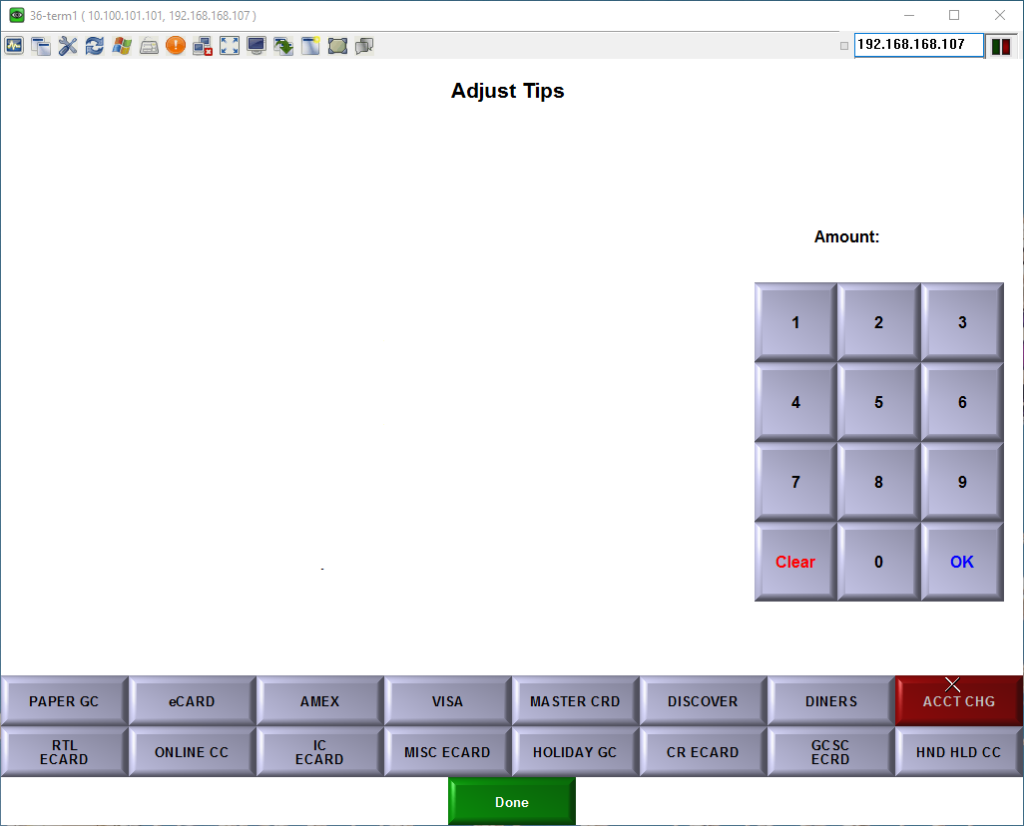 36-term1 ( 10.100.101.101, 192.168.168.107 )
192.168.168.107
Adjust Tips
Amount:
1 2 3
4 5 6
7 8 9
Clear 0 OK
-
PAPER GC eCARD AMEX VISA MASTER CRD DISCOVER DINERS ACCT CHG
RTL ECARD ONLINE CC IC ECARD MISC ECARD HOLIDAY GC CR ECARD GC SC ECRD HND HLD CC
Done